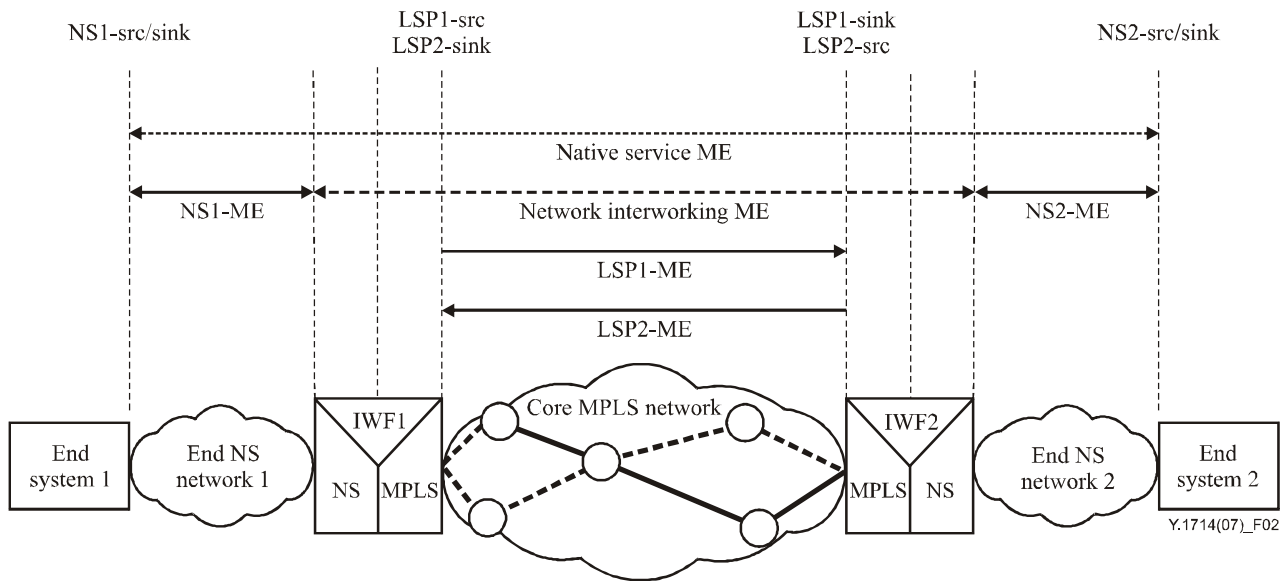 NS1-src/sink
LSP1-src
LSP2-sink
LSP1-sink
LSP2-src
NS2-src/sink
Native service ME
NS1-ME
Network interworking ME
NS2-ME
LSP1-ME
LSP2-ME
End
system 1
End NS
network 1
IWF1
NS
MPLS
Core MPLS network
IWF2
MPLS
NS
End NS
network 2
End
system 2
Y.1714(07)_F02